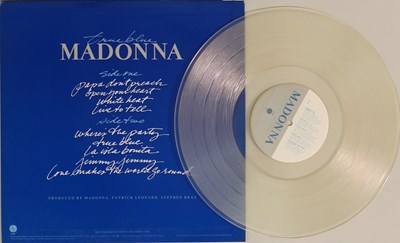 true blue
MADONNA
side one
papa don't preach
open your heart
white heat
live to tell
side two
where's the party
true blue
la isla bonita
jimmy jimmy
love makes the world go round
PRODUCED BY MADONNA, PATRICK LEONARD, STEPHEN BRAY
MADONNA